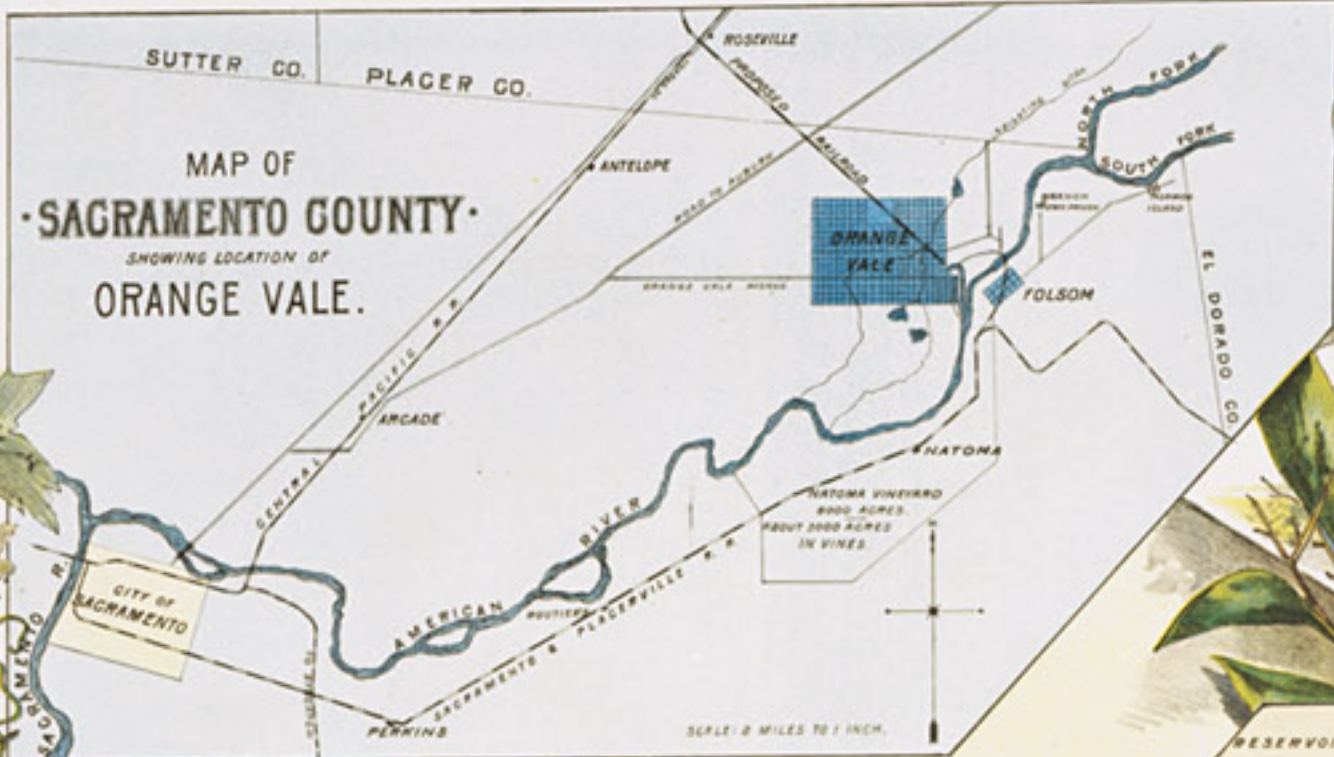 SUTTER CO.
PLACER CO.
ROSEVILLE
PROPOSED RAILROAD
NORTH FORK
SOUTH FORK
MAP OF
·SACRAMENTO COUNTY·
SHOWING LOCATION OF
ORANGE VALE.
ANTELOPE
ROAD TO AUBURN
ORANGE
VALE
ORANGE VALE AVENUE
ISLAND
FOLSOM
EL DORADO CO.
CENTRAL PACIFIC R.R.
ARCADE
NATOMA
NATOMA VINEYARD
ACRES.
ABOUT 2000 ACRES
IN VINES.
AMERICAN RIVER
ROUTIERS
SACRAMENTO & PLACERVILLE R.R.
CITY OF
SACRAMENTO
SACRAMENTO R.
PERKINS
SCALE: 2 MILES TO 1 INCH.
RESERVO